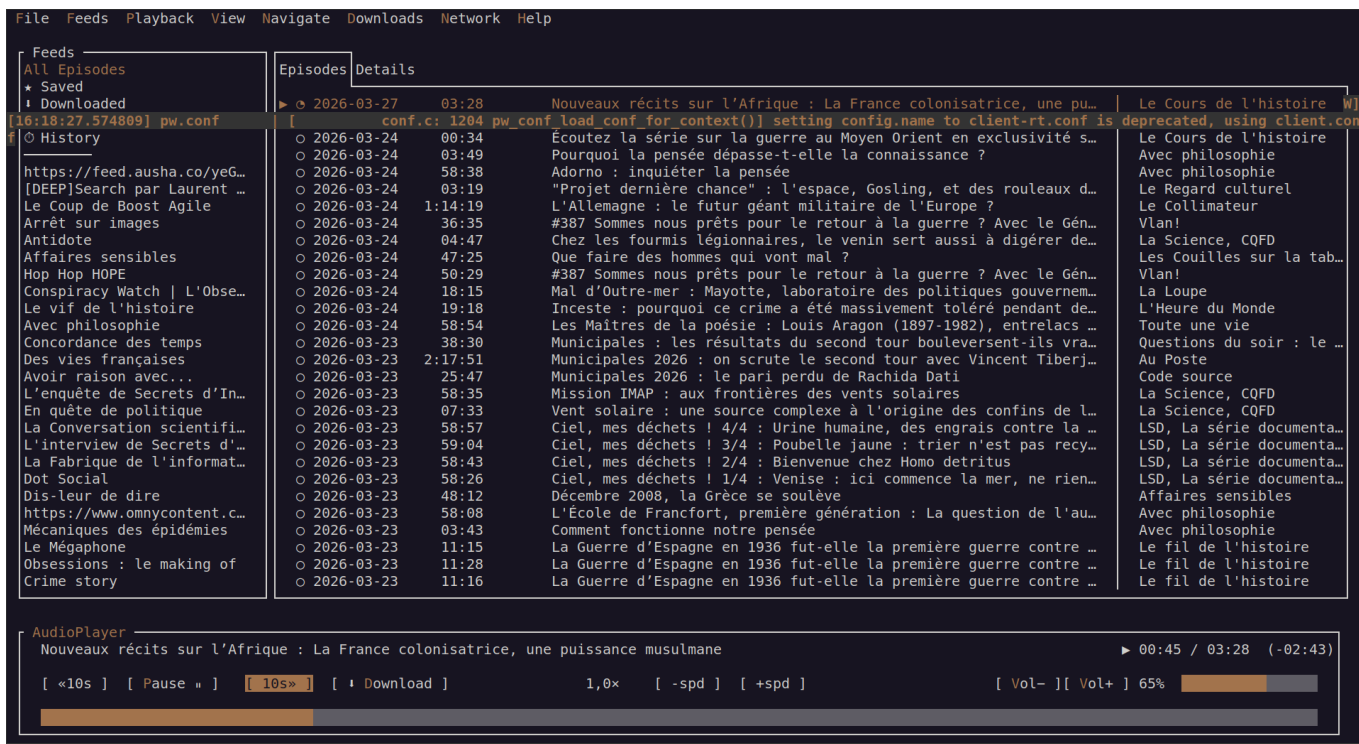 File Feeds Playback View Navigate Downloads Network Help
Feeds
All Episodes
★ Saved
⬇ Downloaded
[16:18:27.574809] pw.conf | [ conf.c: 1204 pw_conf_load_conf_for_context()] setting config.name to client-rt.conf is deprecated, using client.con
f ⏱ History
https://feed.ausha.co/yeG…
[DEEP]Search par Laurent …
Le Coup de Boost Agile
Arrêt sur images
Antidote
Affaires sensibles
Hop Hop HOPE
Conspiracy Watch | L'Obse…
Le vif de l'histoire
Avec philosophie
Concordance des temps
Des vies françaises
Avoir raison avec...
L’enquête de Secrets d’In…
En quête de politique
La Conversation scientifi…
L'interview de Secrets d'…
La Fabrique de l'informat…
Dot Social
Dis-leur de dire
https://www.omnycontent.c…
Mécaniques des épidémies
Le Mégaphone
Obsessions : le making of
Crime story
Episodes Details
▶ ◔ 2026-03-27 03:28 Nouveaux récits sur l’Afrique : La France colonisatrice, une pu… Le Cours de l'histoire W]
○ 2026-03-24 00:34 Écoutez la série sur la guerre au Moyen Orient en exclusivité s… Le Cours de l'histoire
○ 2026-03-24 03:49 Pourquoi la pensée dépasse-t-elle la connaissance ? Avec philosophie
○ 2026-03-24 58:38 Adorno : inquiéter la pensée Avec philosophie
○ 2026-03-24 03:19 "Projet dernière chance" : l'espace, Gosling, et des rouleaux d… Le Regard culturel
○ 2026-03-24 1:14:19 L'Allemagne : le futur géant militaire de l'Europe ? Le Collimateur
○ 2026-03-24 36:35 #387 Sommes nous prêts pour le retour à la guerre ? Avec le Gén… Vlan!
○ 2026-03-24 04:47 Chez les fourmis légionnaires, le venin sert aussi à digérer de… La Science, CQFD
○ 2026-03-24 47:25 Que faire des hommes qui vont mal ? Les Couilles sur la tab…
○ 2026-03-24 50:29 #387 Sommes nous prêts pour le retour à la guerre ? Avec le Gén… Vlan!
○ 2026-03-24 18:15 Mal d’Outre-mer : Mayotte, laboratoire des politiques gouvernem… La Loupe
○ 2026-03-24 19:18 Inceste : pourquoi ce crime a été massivement toléré pendant de… L'Heure du Monde
○ 2026-03-24 58:54 Les Maîtres de la poésie : Louis Aragon (1897-1982), entrelacs … Toute une vie
○ 2026-03-23 38:30 Municipales : les résultats du second tour bouleversent-ils vra… Questions du soir : le …
○ 2026-03-23 2:17:51 Municipales 2026 : on scrute le second tour avec Vincent Tiberj… Au Poste
○ 2026-03-23 25:47 Municipales 2026 : le pari perdu de Rachida Dati Code source
○ 2026-03-23 58:35 Mission IMAP : aux frontières des vents solaires La Science, CQFD
○ 2026-03-23 07:33 Vent solaire : une source complexe à l'origine des confins de l… La Science, CQFD
○ 2026-03-23 58:57 Ciel, mes déchets ! 4/4 : Urine humaine, des engrais contre la … LSD, La série documenta…
○ 2026-03-23 59:04 Ciel, mes déchets ! 3/4 : Poubelle jaune : trier n'est pas recy… LSD, La série documenta…
○ 2026-03-23 58:43 Ciel, mes déchets ! 2/4 : Bienvenue chez Homo detritus LSD, La série documenta…
○ 2026-03-23 58:26 Ciel, mes déchets ! 1/4 : Venise : ici commence la mer, ne rien… LSD, La série documenta…
○ 2026-03-23 48:12 Décembre 2008, la Grèce se soulève Affaires sensibles
○ 2026-03-23 58:08 L'École de Francfort, première génération : La question de l'au… Avec philosophie
○ 2026-03-23 03:43 Comment fonctionne notre pensée Avec philosophie
○ 2026-03-23 11:15 La Guerre d’Espagne en 1936 fut-elle la première guerre contre … Le fil de l'histoire
○ 2026-03-23 11:28 La Guerre d’Espagne en 1936 fut-elle la première guerre contre … Le fil de l'histoire
○ 2026-03-23 11:16 La Guerre d’Espagne en 1936 fut-elle la première guerre contre … Le fil de l'histoire
AudioPlayer
Nouveaux récits sur l’Afrique : La France colonisatrice, une puissance musulmane ▶ 00:45 / 03:28 (-02:43)
[ «10s ] [ Pause ⏸ ] [ 10s» ] [ ⬇ Download ] 1,0× [ -spd ] [ +spd ] [ Vol− ][ Vol+ ] 65%